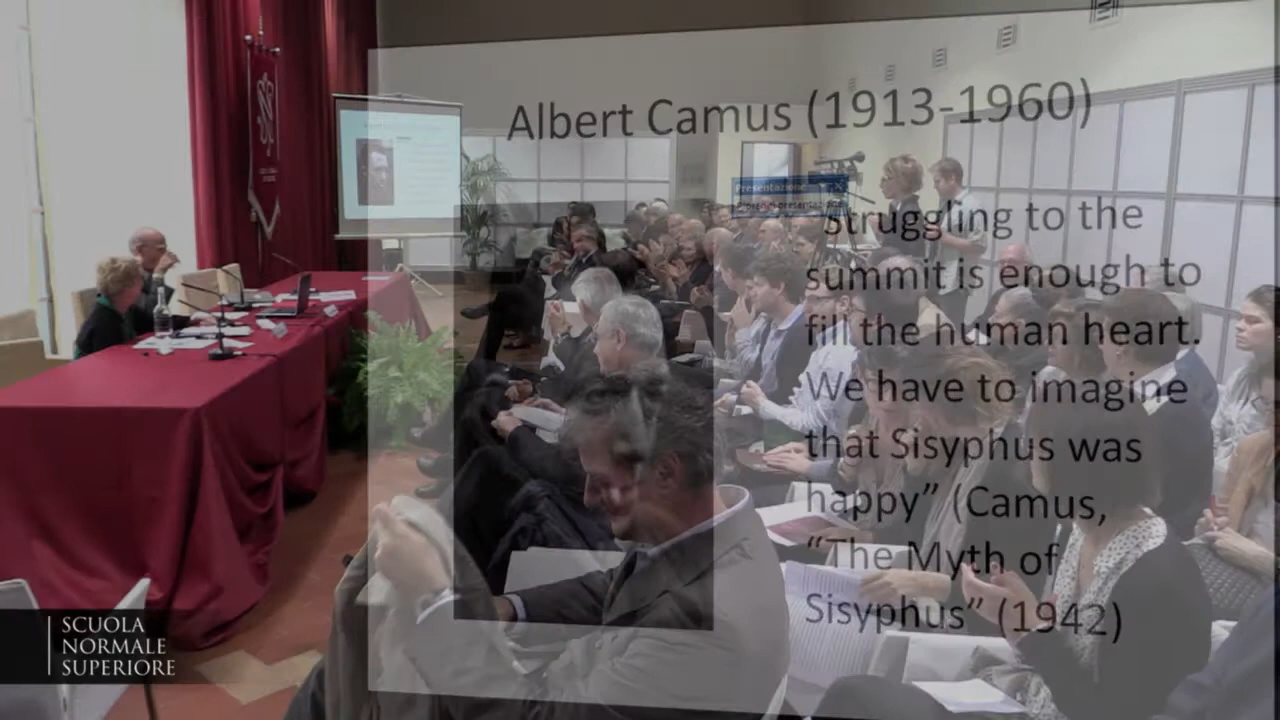 Albert Camus (1913-1960)
Presentazione
"Struggling to the
summit is enough to
fill the human heart.
We have to imagine
that Sisyphus was
happy” (Camus,
“The Myth of
Sisyphus” (1942)
SCUOLA
NORMALE
SUPERIORE